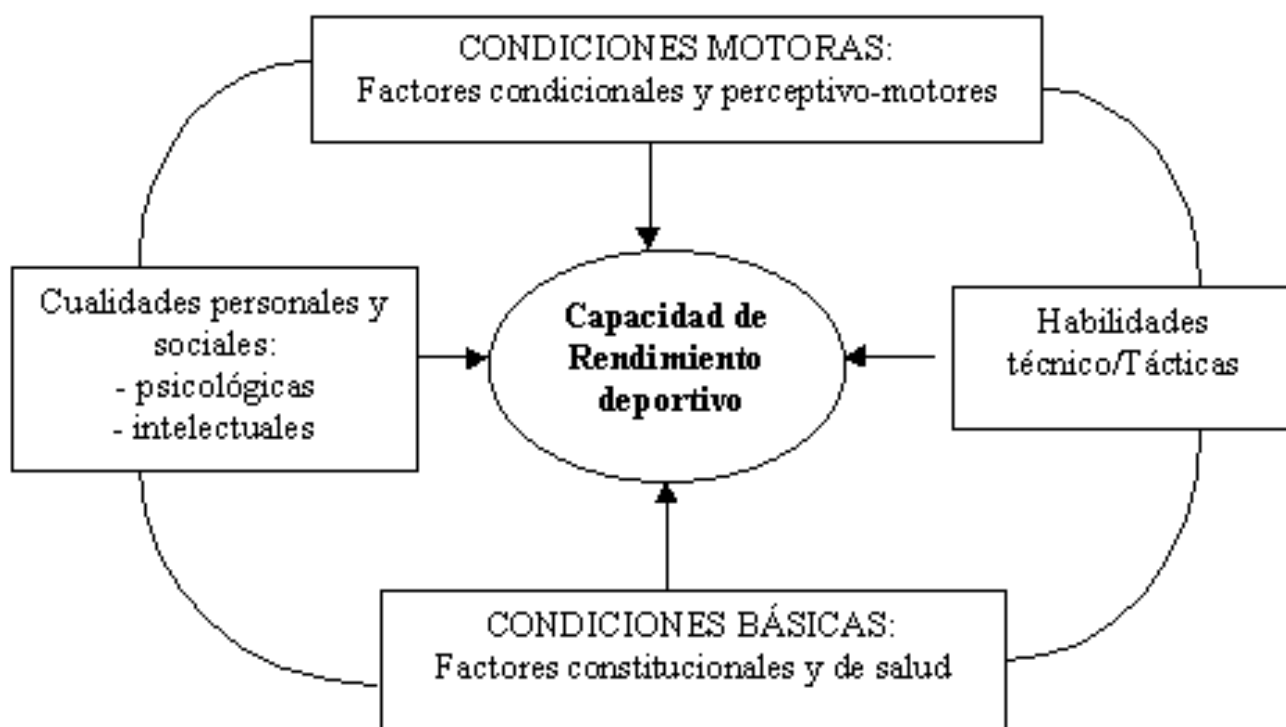 CONDICIONES MOTORAS:
Factores condicionales y perceptivo-motores
Cualidades personales y
sociales:
- psicológicas
- intelectuales
Capacidad de
Rendimiento
deportivo
Habilidades
técnico/Tácticas
CONDICIONES BÁSICAS:
Factores constitucionales y de salud